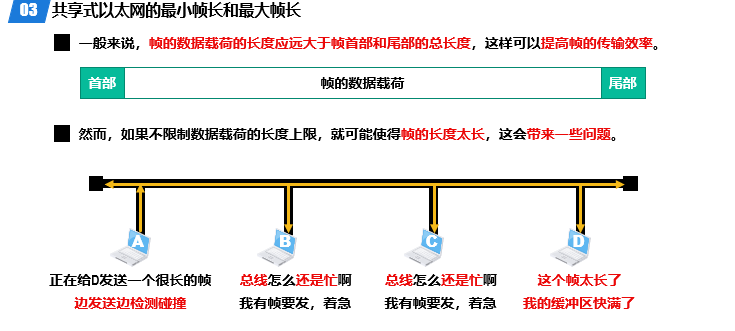 03 共享式以太网的最小帧长和最大帧长
一般来说，帧的数据载荷的长度应远大于帧首部和尾部的总长度，这样可以提高帧的传输效率。
首部 帧的数据载荷 尾部
然而，如果不限制数据载荷的长度上限，就可能使得帧的长度太长，这会带来一些问题。
A B C D
正在给D发送一个很长的帧 总线怎么还是忙啊 总线怎么还是忙啊 这个帧太长了
边发送边检测碰撞 我有帧要发，着急 我有帧要发，着急 我的缓冲区快满了